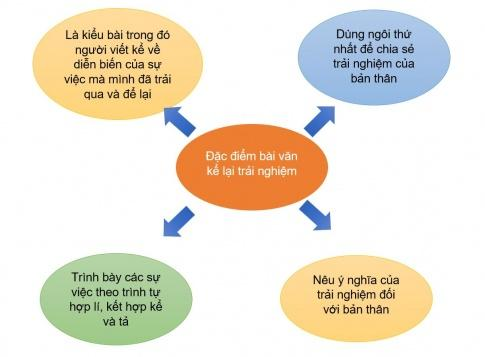 Là kiểu bài trong đó
người viết kể về
diễn biến của sự
việc mà mình đã trải
qua và để lại
Dùng ngôi thứ
nhất để chia sẻ
trải nghiệm của
bản thân
Đặc điểm bài văn
kể lại trải nghiệm
Trình bày các sự
việc theo trình tự
hợp lí, kết hợp kể
và tả
Nêu ý nghĩa của
trải nghiệm đối
với bản thân